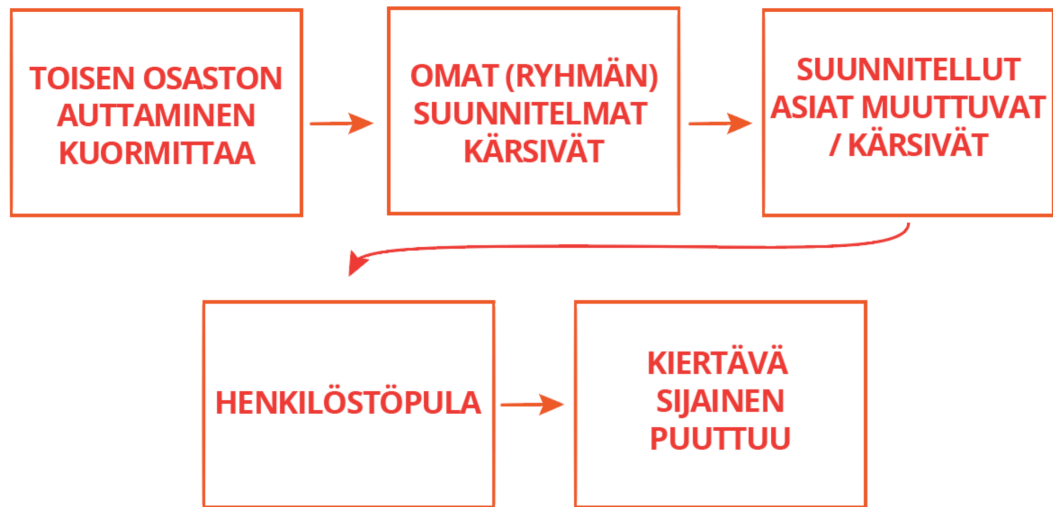 TOISEN OSASTON
AUTTAMINEN
KUORMITTAA
OMAT (RYHMÄN)
SUUNNITELMAT
KÄRSIVÄT
SUUNNITELLUT
ASIAT MUUTTUVAT
/ KÄRSIVÄT
HENKILÖSTÖPULA
KIERTÄVÄ
SIJAINEN
PUUTTUU